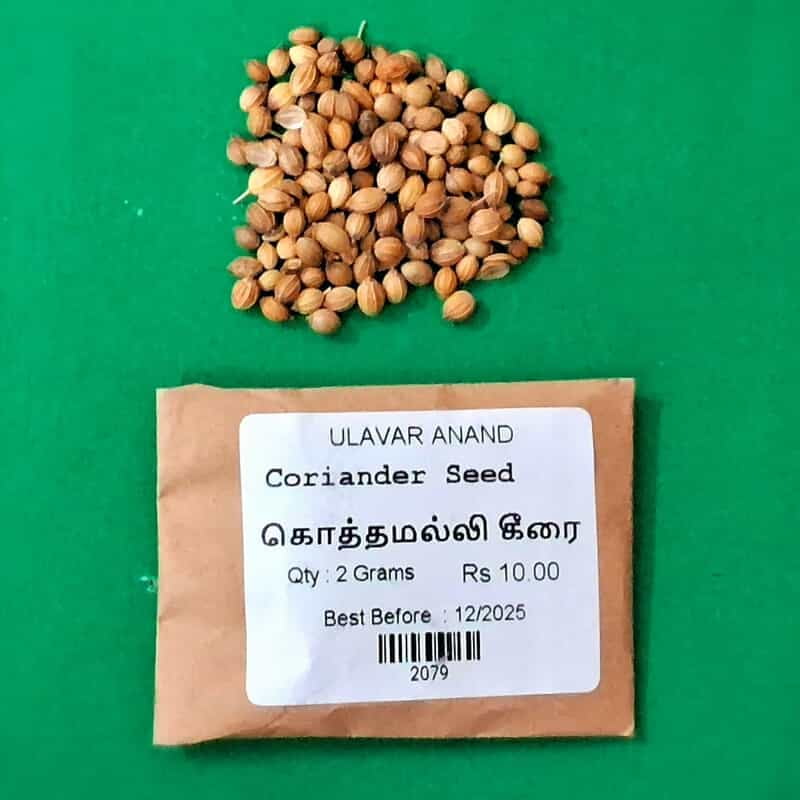 ULAVAR ANAND
Coriander Seed
கொத்தமல்லி கீரை
Qty : 2 Grams Rs 10.00
Best Before : 12/2025
2079